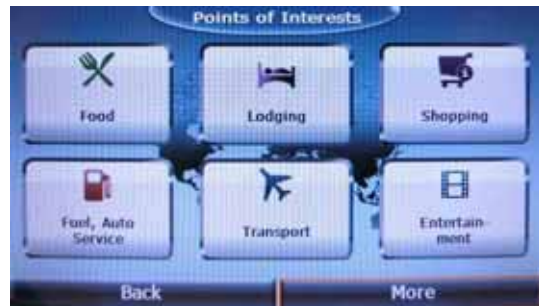 Points of Interests
Food
Lodging
Shopping
Fuel, Auto
Service
Transport
Entertain-
ment
Back
More